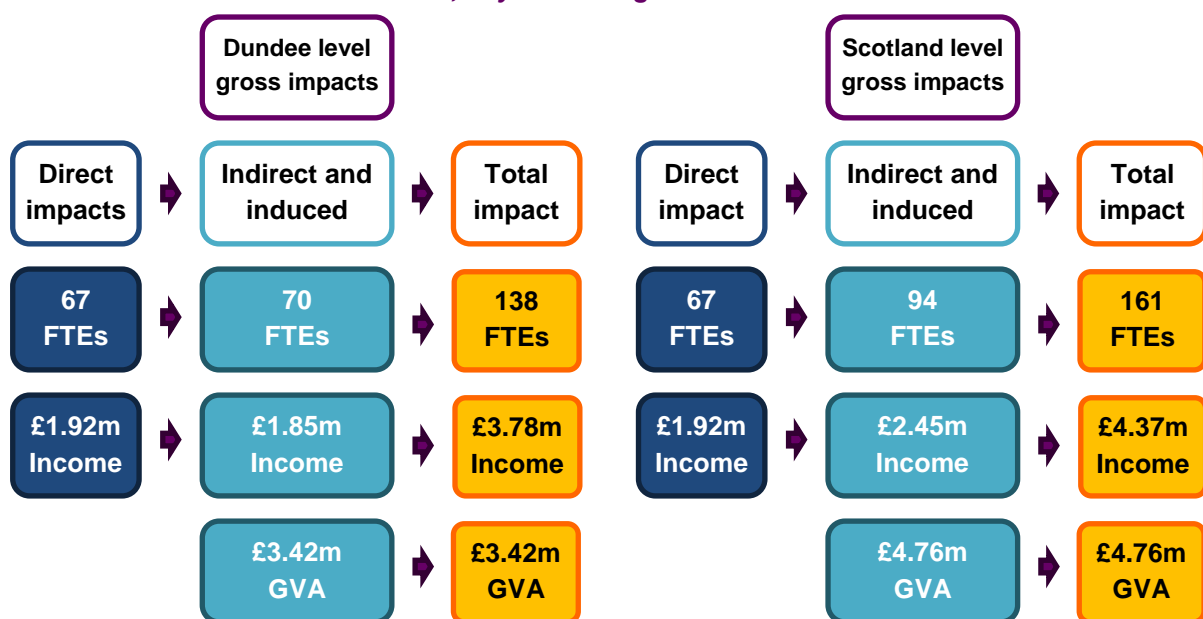 Dundee level
gross impacts
Scotland level
gross impacts
Direct
impacts
Indirect and
induced
Total
impact
Direct
impact
Indirect and
induced
Total
impact
67
FTEs
70
FTEs
138
FTEs
67
FTEs
94
FTEs
161
FTEs
£1.92m
Income
£1.85m
Income
£3.78m
Income
£1.92m
Income
£2.45m
Income
£4.37m
Income
£3.42m
GVA
£3.42m
GVA
£4.76m
GVA
£4.76m
GVA